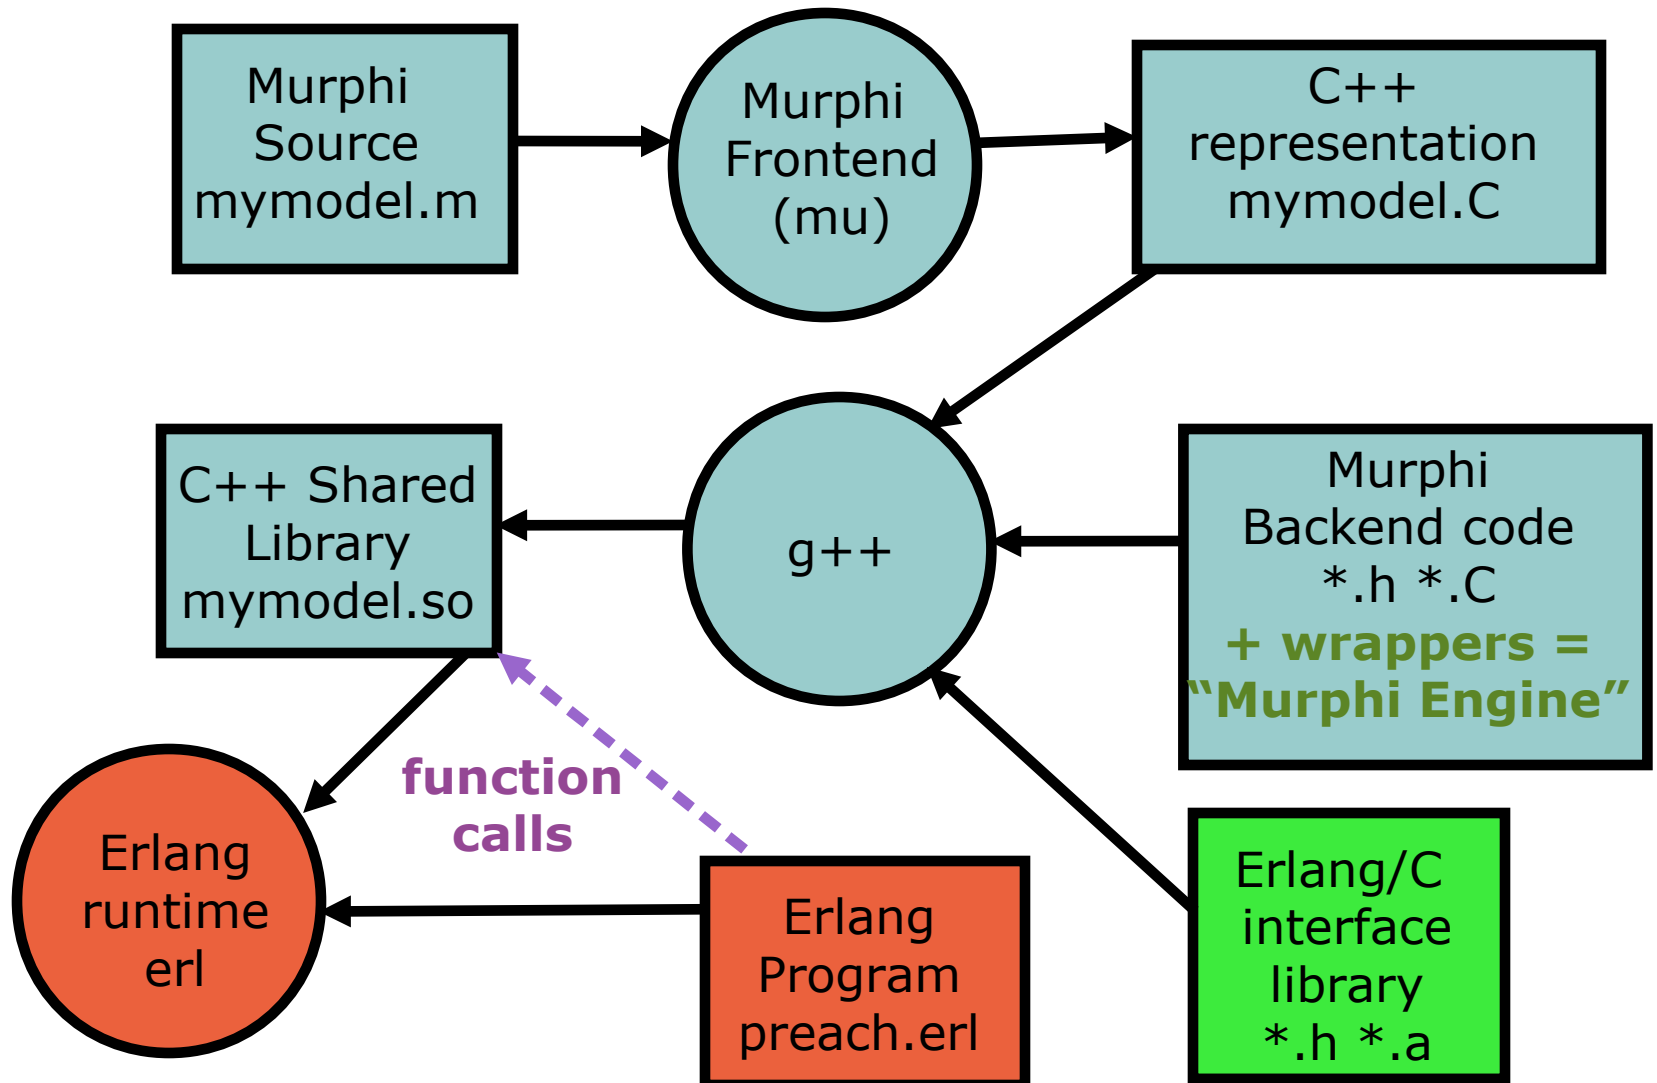 Murphi
Source
mymodel.m
Murphi
Frontend
(mu)
C++
representation
mymodel.C
C++ Shared
Library
mymodel.so
g++
Murphi
Backend code
*.h *.C
+ wrappers =
“Murphi Engine”
function
calls
Erlang
runtime
erl
Erlang
Program
preach.erl
Erlang/C
interface
library
*.h *.a